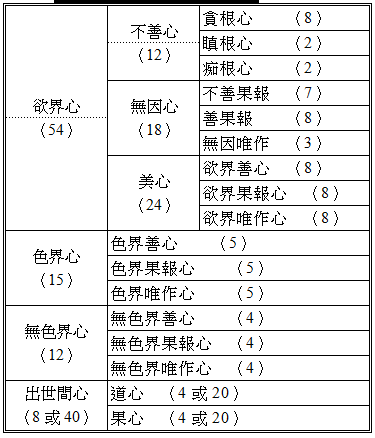 欲界心
（54）
不善心
（12）
貪根心 （8）
瞋根心 （2）
痴根心 （2）
無因心
（18）
不善果報 （7）
善果報 （8）
無因唯作 （3）
美心
（24）
欲界善心 （8）
欲界果報心 （8）
欲界唯作心 （8）
色界心
（15）
色界善心 （5）
色界果報心 （5）
色界唯作心 （5）
無色界心
（12）
無色界善心 （4）
無色界果報心 （4）
無色界唯作心 （4）
出世間心
（8 或 40）
道心 （4 或 20）
果心 （4 或 20）